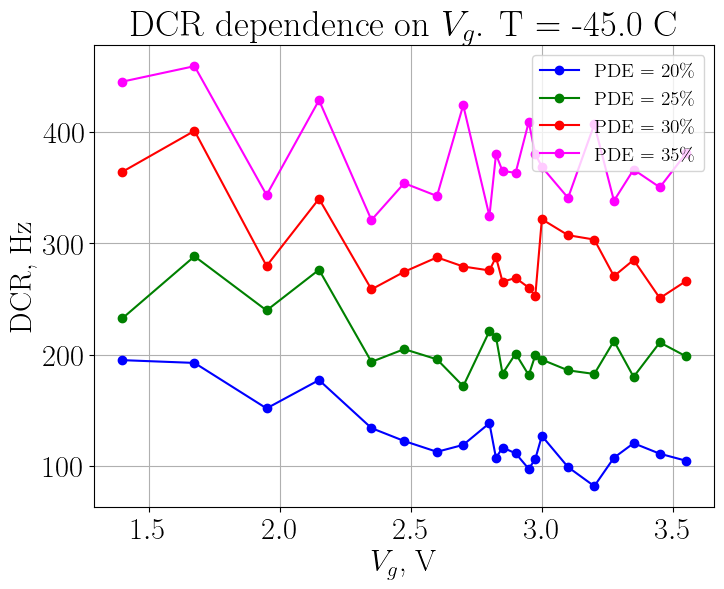 DCR dependence on V_g. T = -45.0 C
PDE = 20%
PDE = 25%
PDE = 30%
PDE = 35%
DCR, Hz
400
300
200
100
1.5 2.0 2.5 3.0 3.5
V_g, V